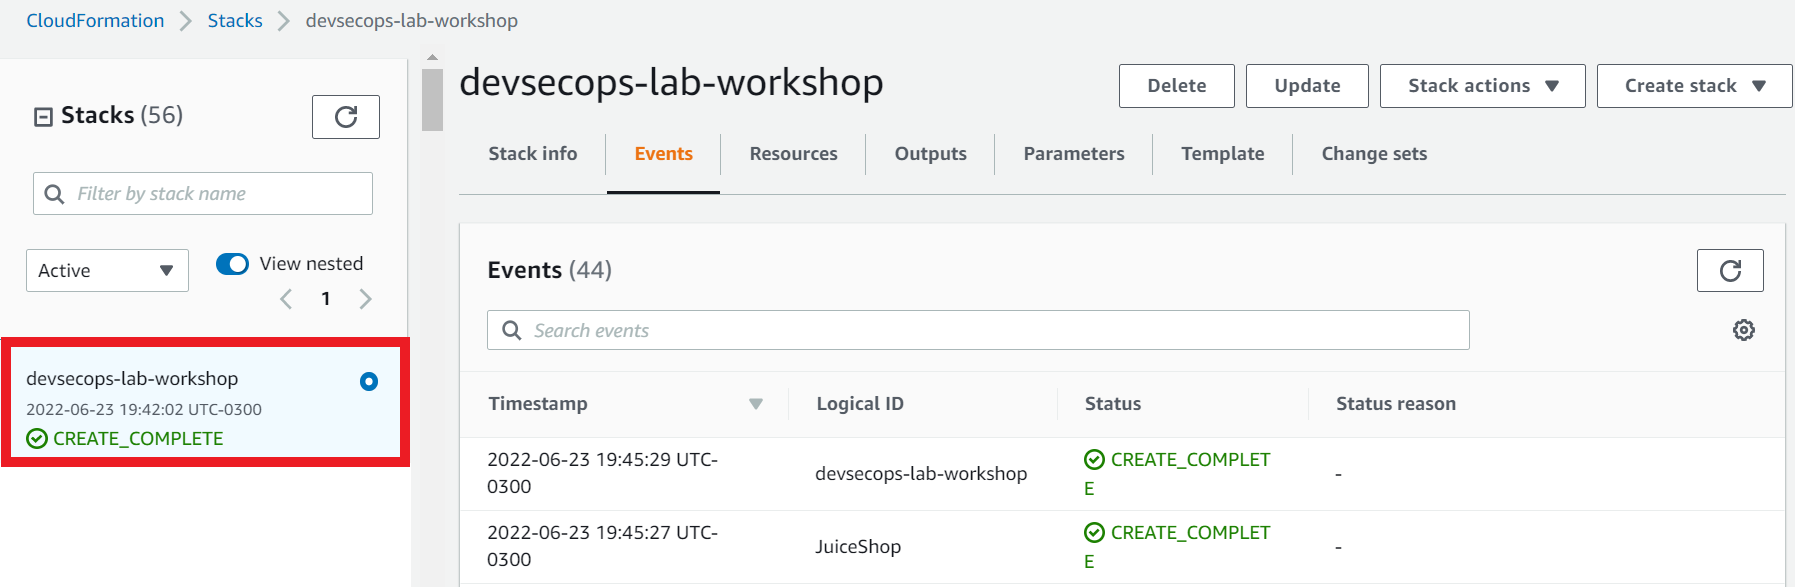 CloudFormation Stacks devsecops-lab-workshop
Stacks (56)
Filter by stack name
Active
View nested
1
devsecops-lab-workshop
2022-06-23 19:42:02 UTC-0300
CREATE_COMPLETE
devsecops-lab-workshop
Delete Update Stack actions Create stack
Stack info Events Resources Outputs Parameters Template Change sets
Events (44)
Search events
Timestamp Logical ID Status Status reason
2022-06-23 19:45:29 UTC-
0300
devsecops-lab-workshop
CREATE_COMPLET
E
-
2022-06-23 19:45:27 UTC-
0300
JuiceShop
CREATE_COMPLET
E
-